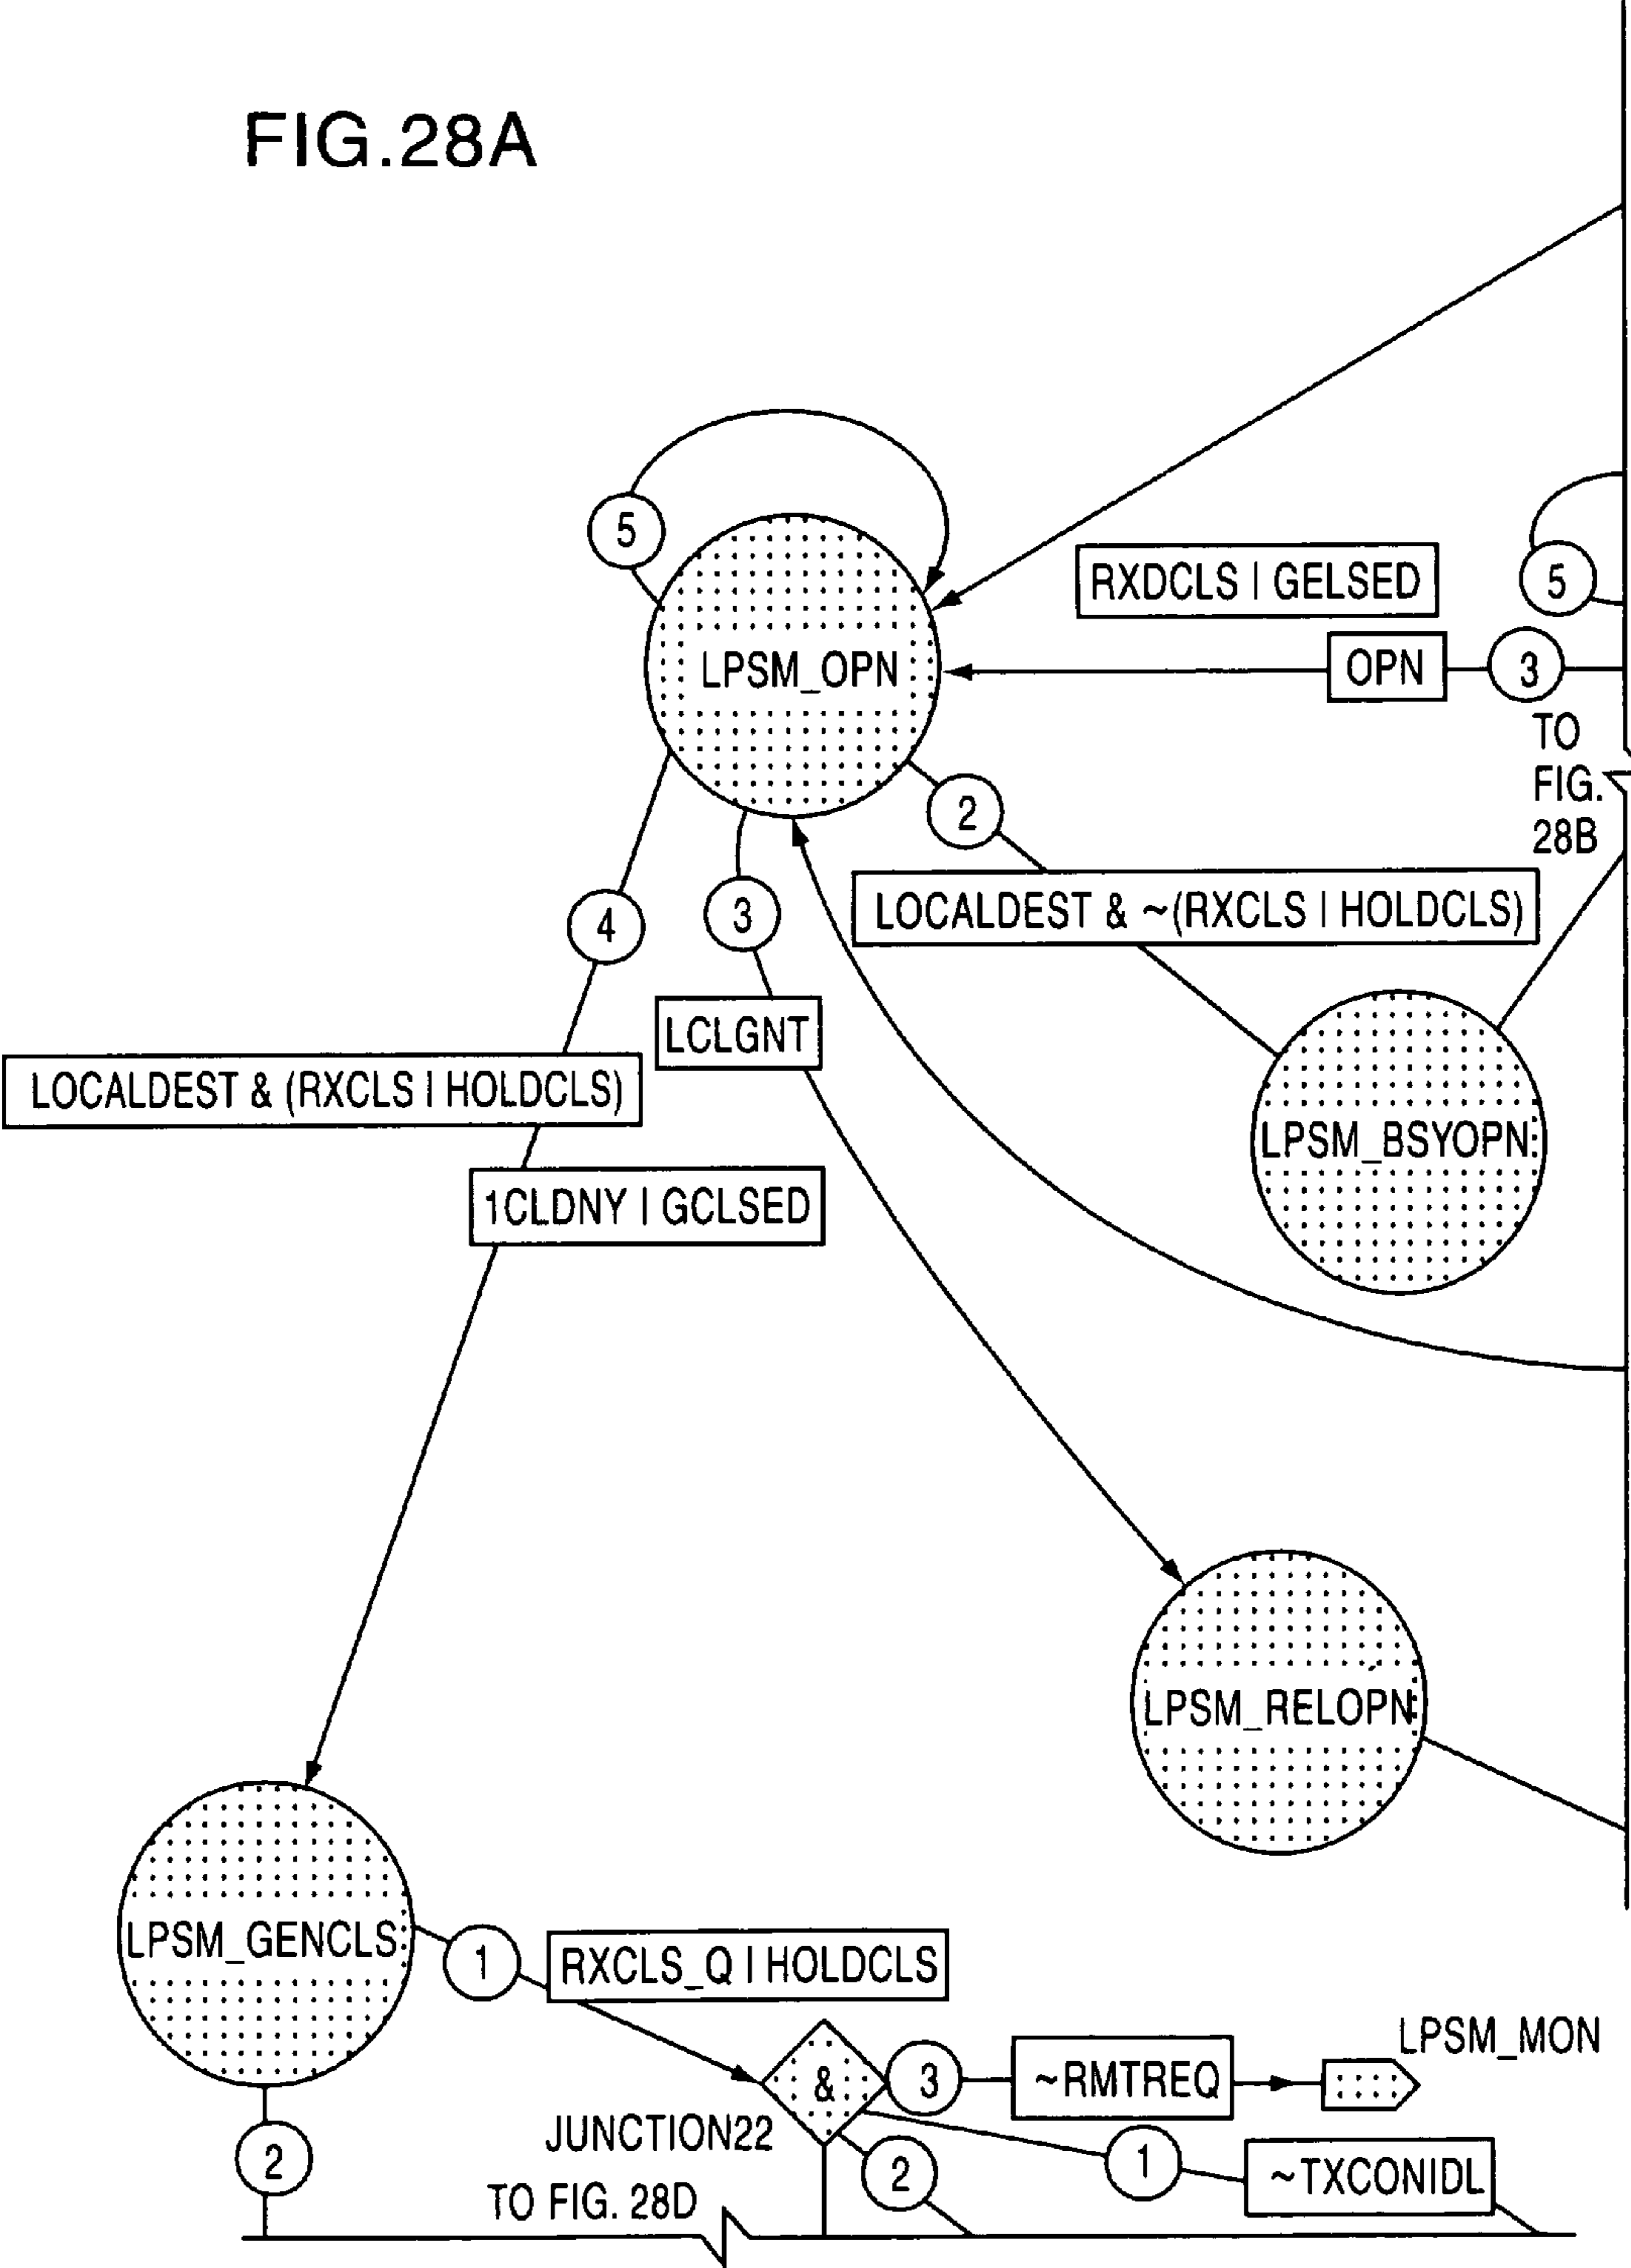 FIG.28A
5
RXDCLS | GELSED
5
LPSM_OPN
OPN
3
TO
FIG.
28B
2
4
3
LOCALDEST & ~(RXCLS | HOLDCLS)
LCLGNT
LOCALDEST & (RXCLS | HOLDCLS)
LPSM_BSYOPN
1CLDNY | GCLSED
LPSM_RELOPN
LPSM_GENCLS
1
RXCLS_Q | HOLDCLS
LPSM_MON
&
3
~RMTREQ
JUNCTION22
2
2
1
~TXCONIDL
TO FIG. 28D